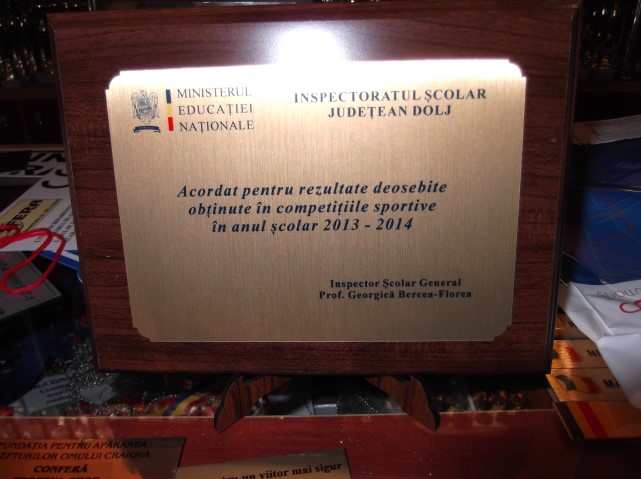 MINISTERUL
EDUCAȚIEI
NAȚIONALE
INSPECTORATUL ȘCOLAR
JUDEȚEAN DOLJ
Acordat pentru rezultate deosebite
obținute în competițiile sportive
în anul școlar 2013 - 2014
Inspector Școlar General
Prof. Georgică Bercea-Florea
FUNDAȚIA PENTRU APĂRAREA
DREPTURILOR OMULUI CRAIOVA
CONFERĂ
un viitor mai sigur